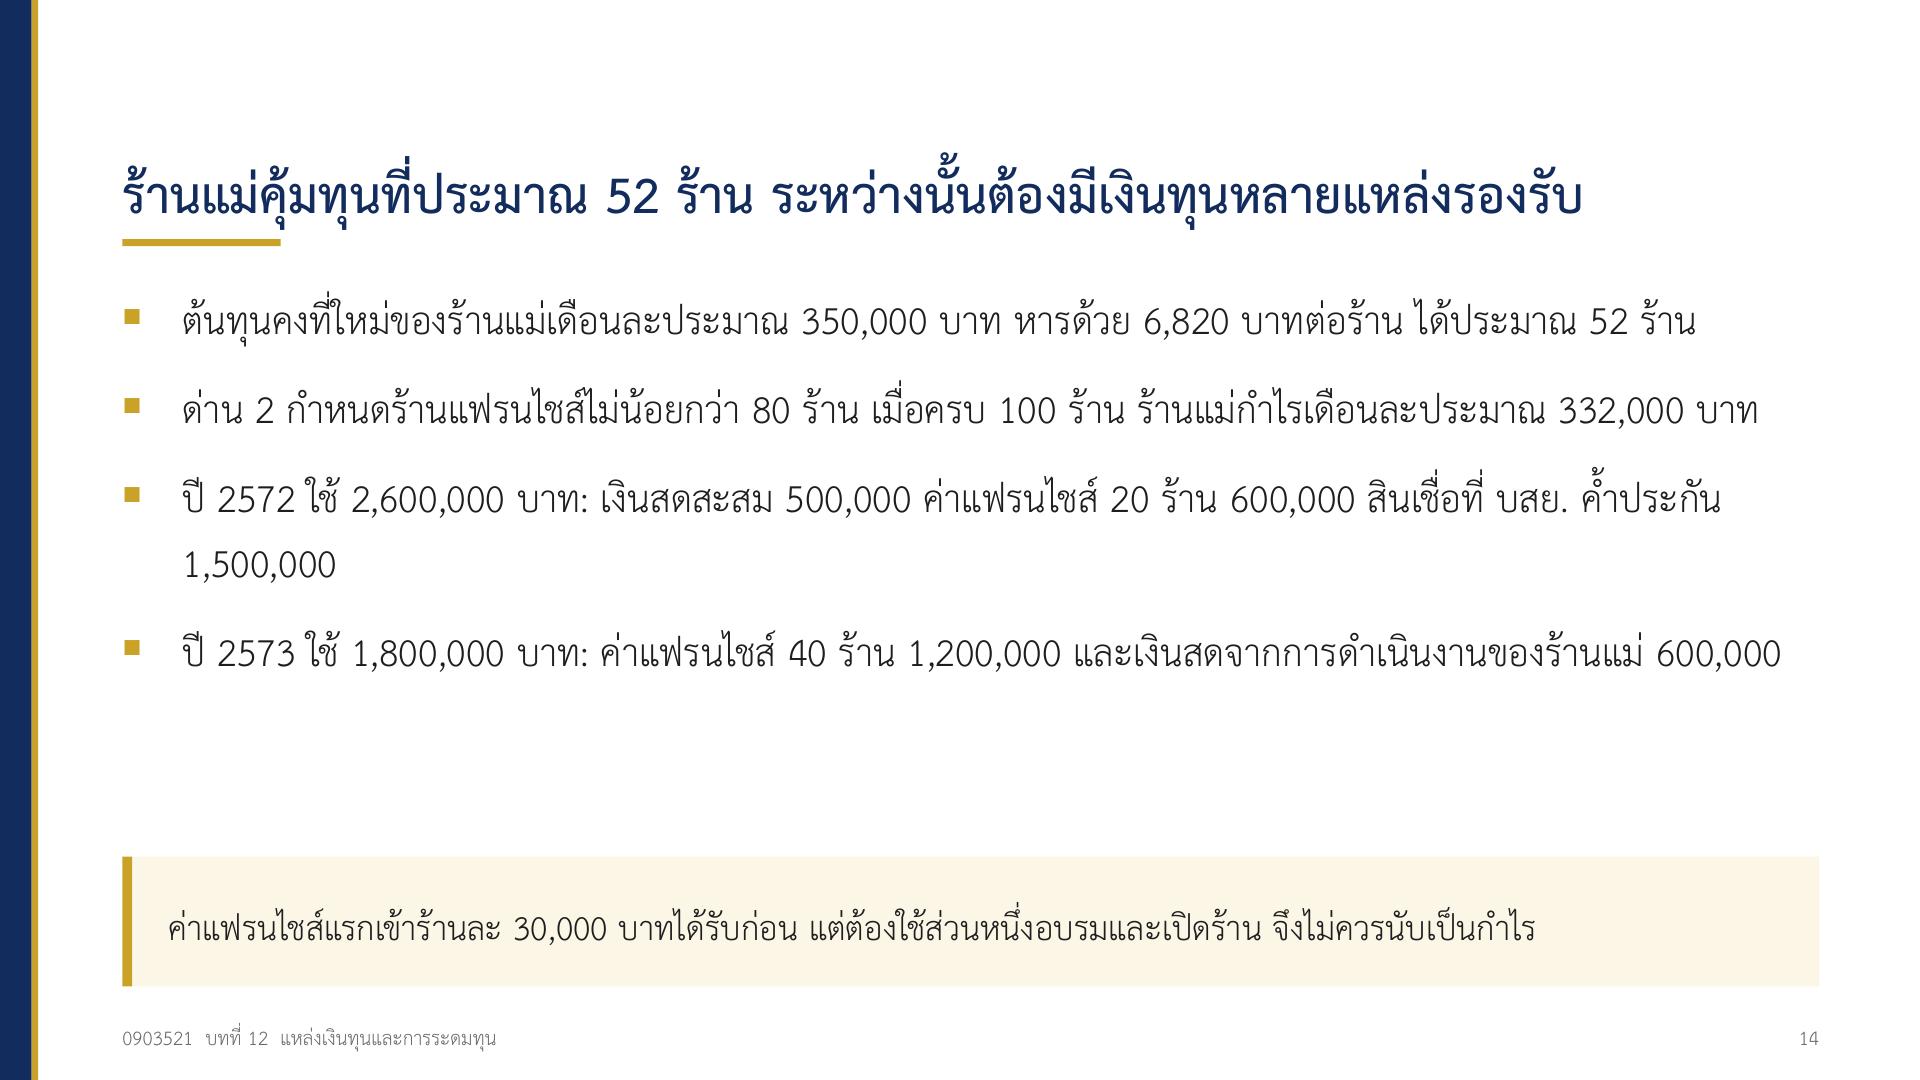 ร้านแม่คุ้มทุนที่ประมาณ 52 ร้าน ระหว่างนั้นต้องมีเงินทุนหลายแหล่งรองรับ
ต้นทุนคงที่ใหม่ของร้านแม่เดือนละประมาณ 350,000 บาท หารด้วย 6,820 บาทต่อร้าน ได้ประมาณ 52 ร้าน
ด่าน 2 กำหนดร้านแฟรนไชส์ไม่น้อยกว่า 80 ร้าน เมื่อครบ 100 ร้าน ร้านแม่กำไรเดือนละประมาณ 332,000 บาท
ปี 2572 ใช้ 2,600,000 บาท: เงินสดสะสม 500,000 ค่าแฟรนไชส์ 20 ร้าน 600,000 สินเชื่อที่ บสย. ค้ำประกัน
1,500,000
ปี 2573 ใช้ 1,800,000 บาท: ค่าแฟรนไชส์ 40 ร้าน 1,200,000 และเงินสดจากการดำเนินงานของร้านแม่ 600,000
ค่าแฟรนไชส์แรกเข้าร้านละ 30,000 บาทได้รับก่อน แต่ต้องใช้ส่วนหนึ่งอบรมและเปิดร้าน จึงไม่ควรนับเป็นกำไร
0903521 บทที่ 12 แหล่งเงินทุนและการระดมทุน
14